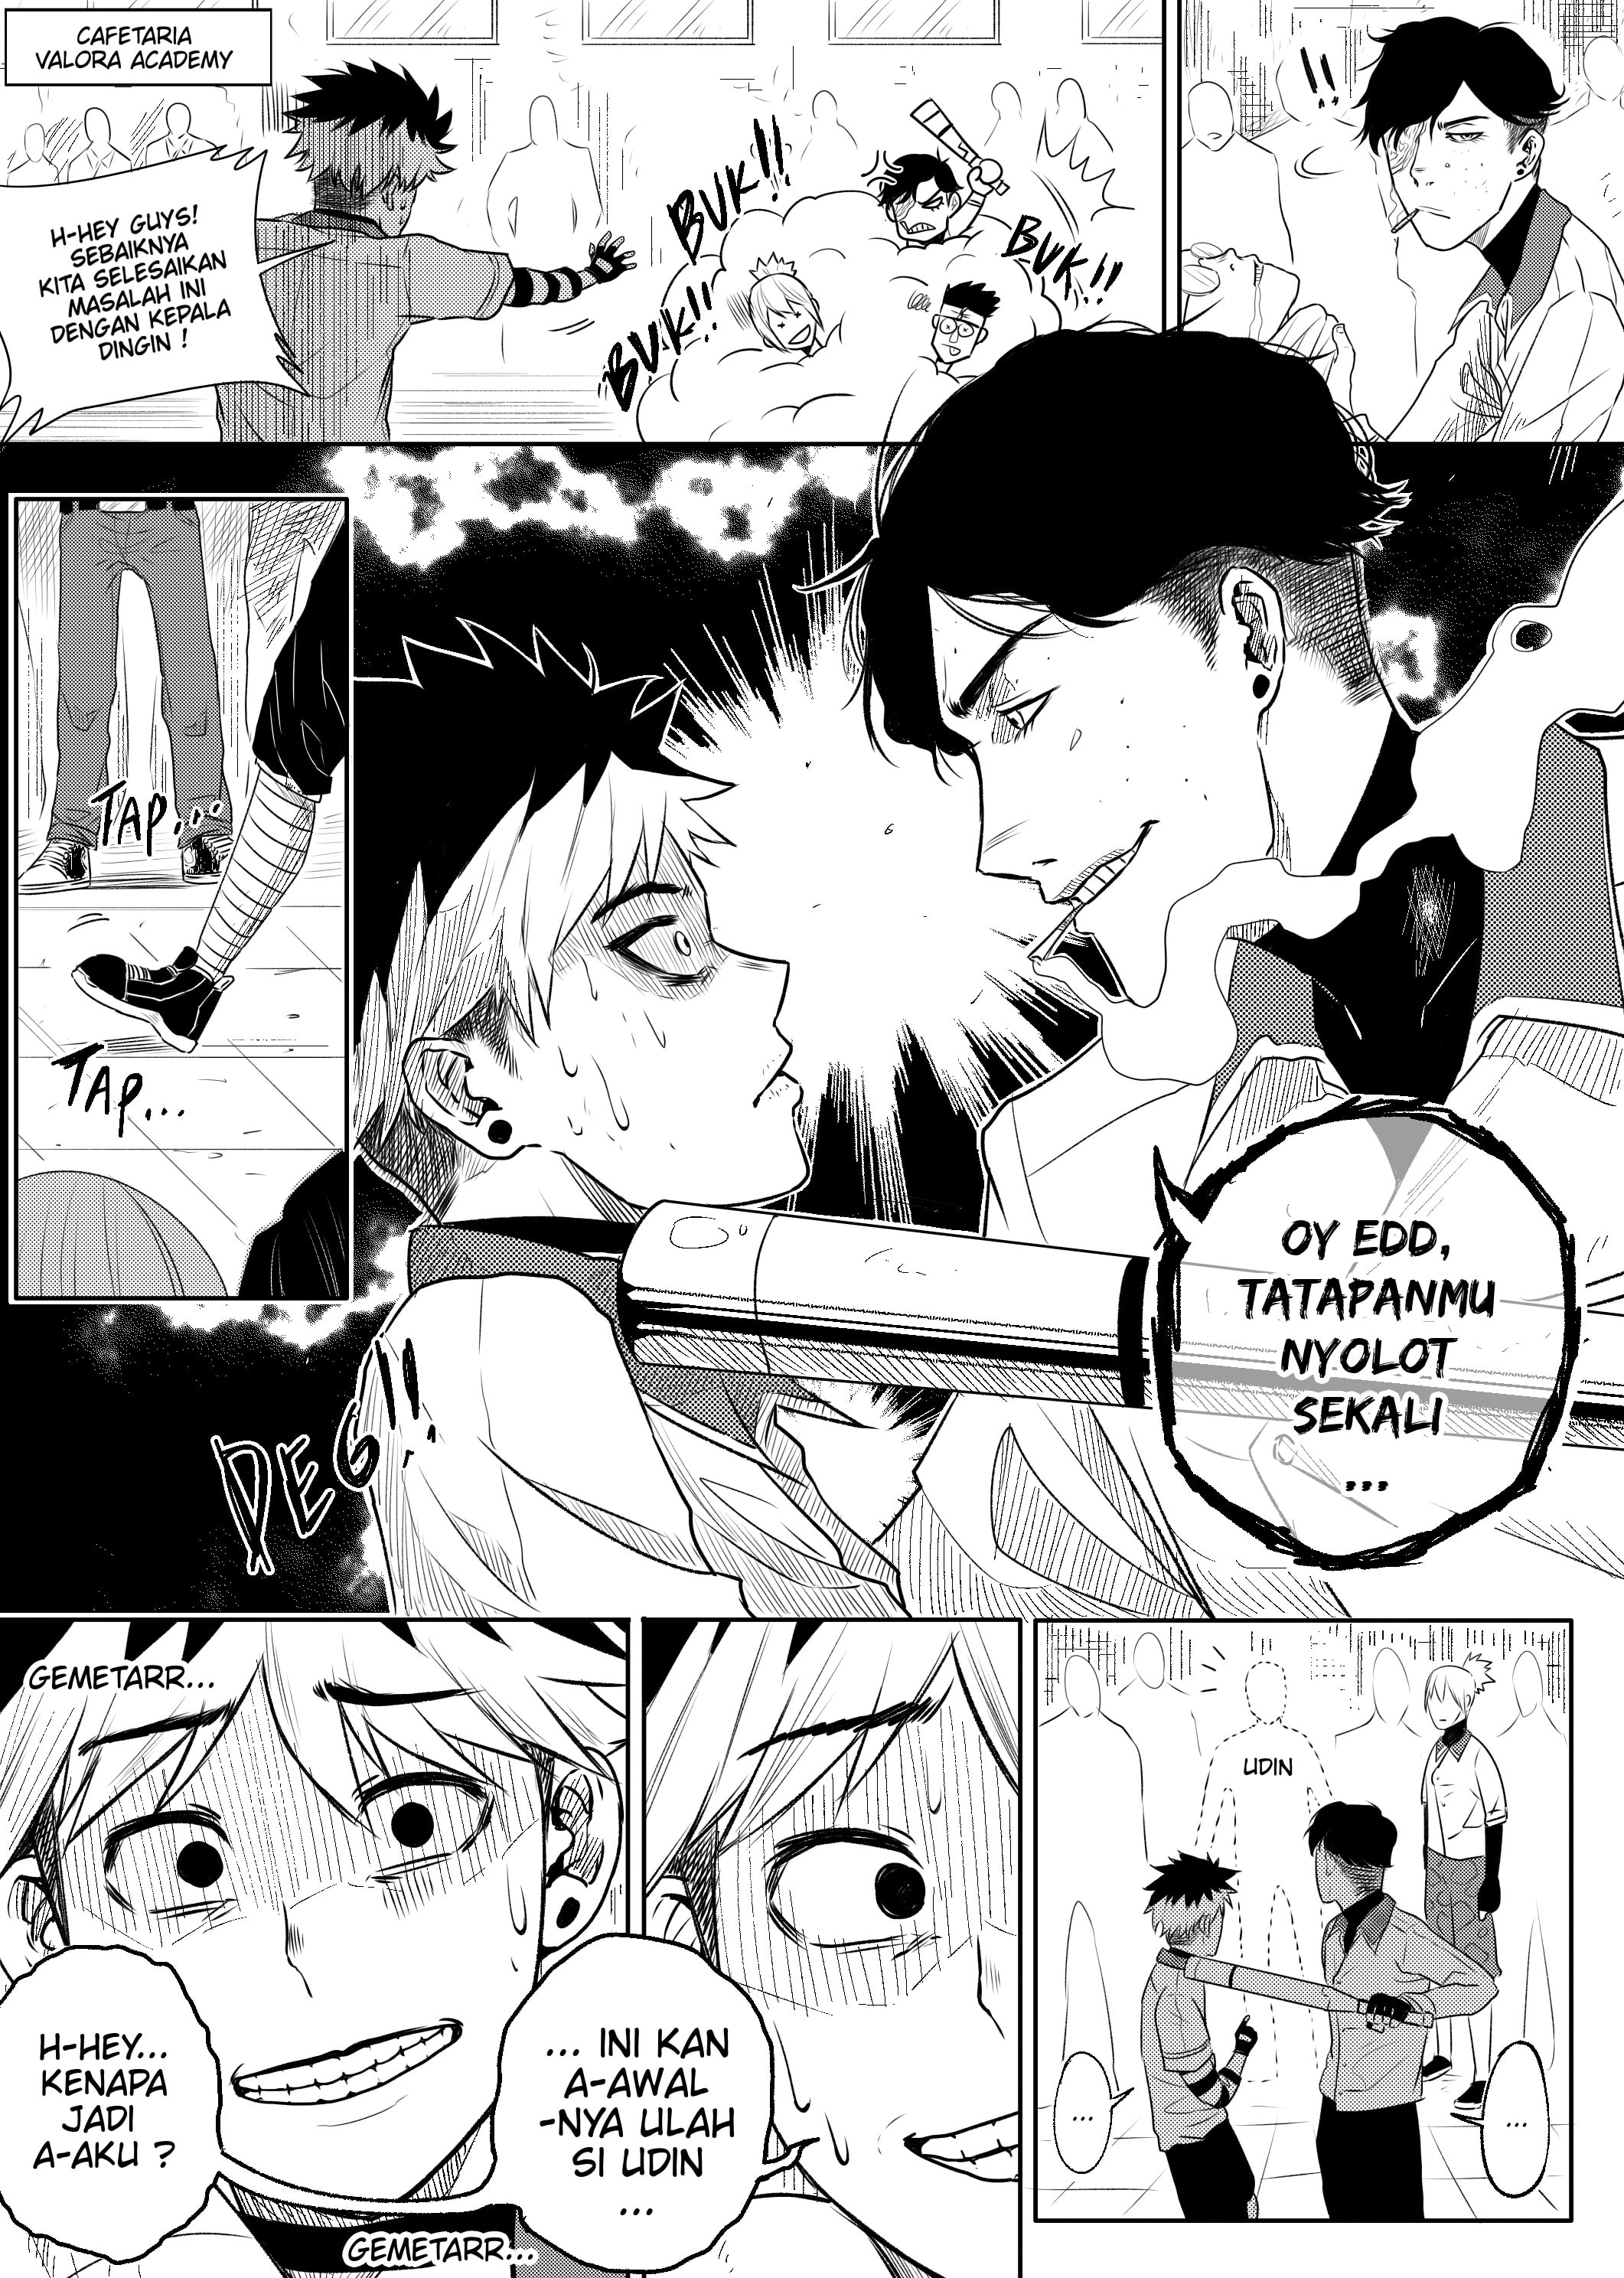 CAFETARIA
VALORA ACADEMY
H-HEY GUYS!
SEBAIKNYA
KITA SELESAIKAN
MASALAH INI
DENGAN KEPALA
DINGIN !
BUK!!
BUK!!
BUK!!
!!
TAP...
TAP...
OY EDD,
TATAPANMU
NYOLOT
SEKALI
...
DEG!!
GEMETARR...
H-HEY...
KENAPA
JADI
A-AKU ?
... INI KAN
A-AWAL
-NYA ULAH
SI UDIN
...
GEMETARR...
UDIN
...
...